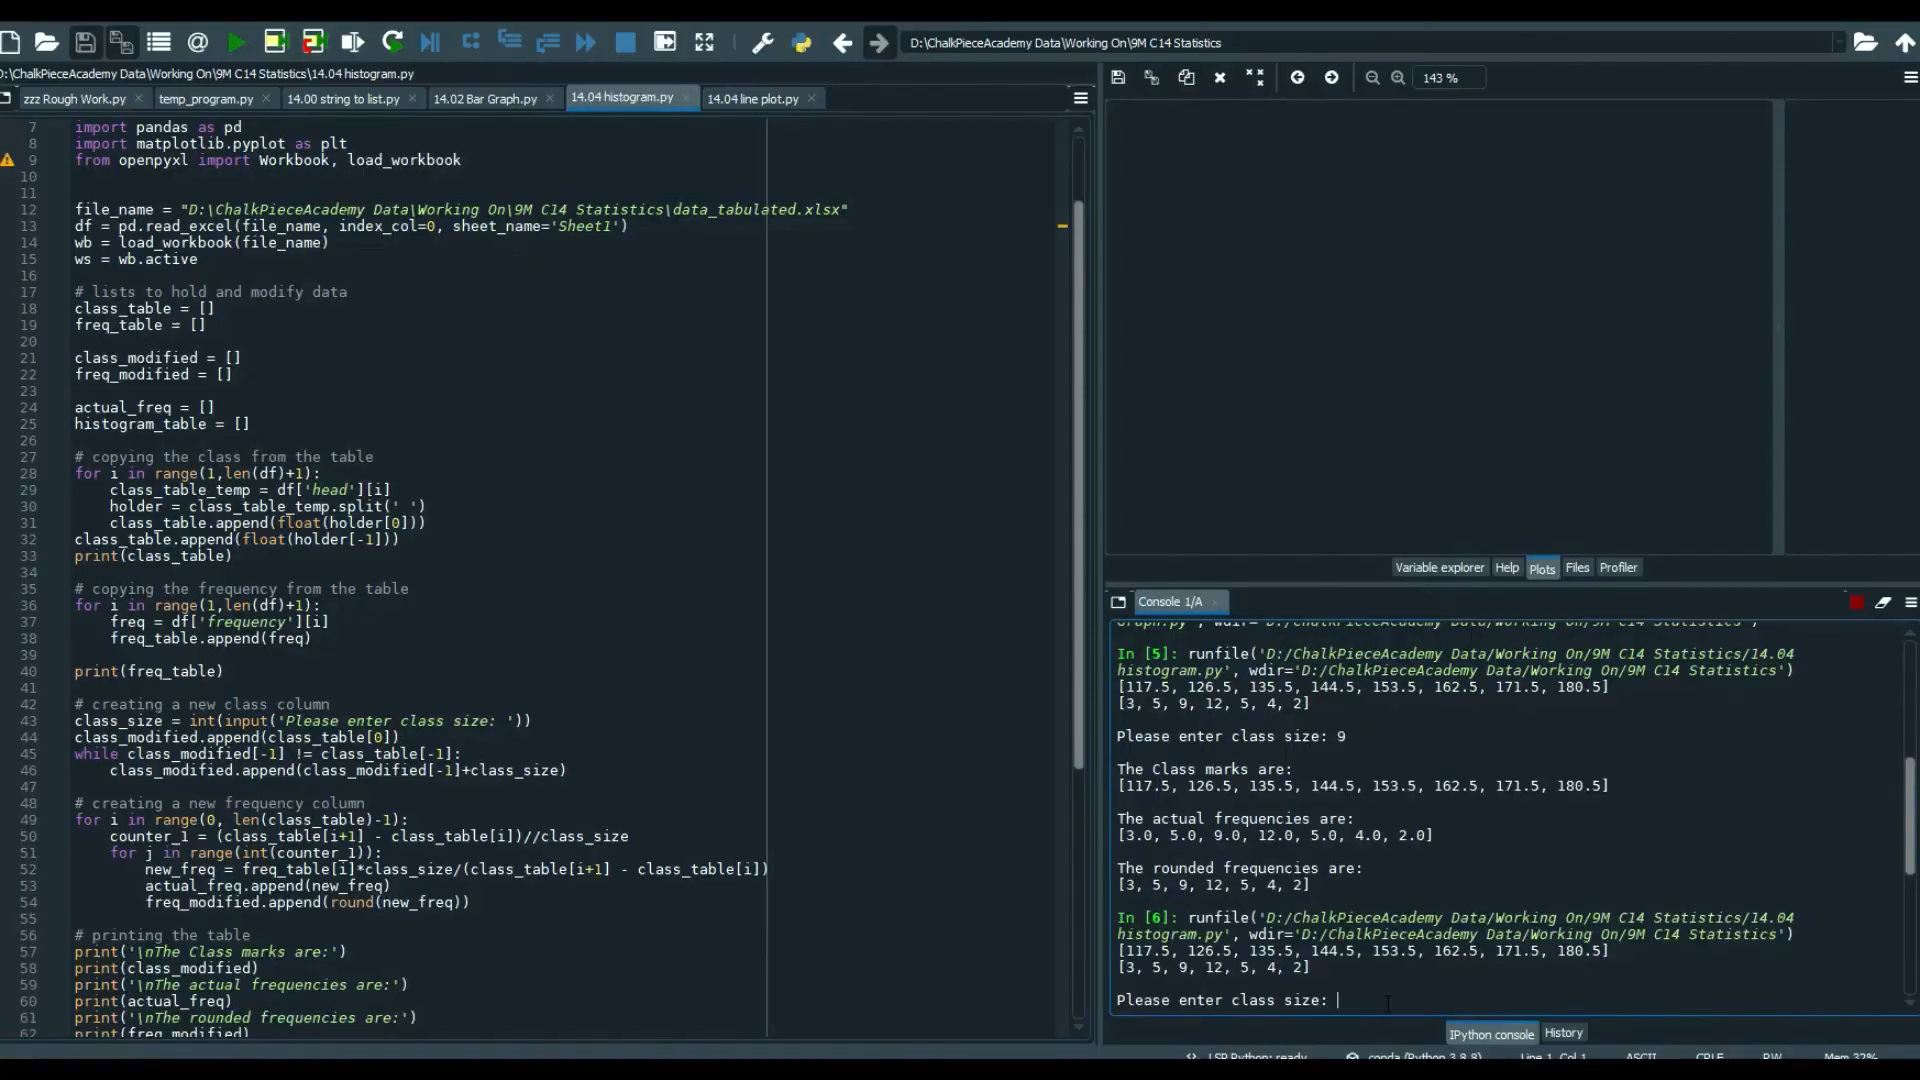 D:\ChalkPieceAcademy Data\Working On\9M C14 Statistics
D:\ChalkPieceAcademy Data\Working On\9M C14 Statistics\14.04 histogram.py
143 %
zzz Rough Work.py
temp_program.py
14.00 string to list.py
14.02 Bar Graph.py
14.04 histogram.py
14.04 line plot.py
7 import pandas as pd
8 import matplotlib.pyplot as plt
9 from openpyxl import Workbook, load_workbook
10
11
12 file_name = "D:\ChalkPieceAcademy Data\Working On\9M C14 Statistics\data_tabulated.xlsx"
13 df = pd.read_excel(file_name, index_col=0, sheet_name='Sheet1')
14 wb = load_workbook(file_name)
15 ws = wb.active
16
17 # lists to hold and modify data
18 class_table = []
19 freq_table = []
20
21 class_modified = []
22 freq_modified = []
23
24 actual_freq = []
25 histogram_table = []
26
27 # copying the class from the table
28 for i in range(1,len(df)+1):
29     class_table_temp = df['head'][i]
30     holder = class_table_temp.split(' ')
31     class_table.append(float(holder[0]))
32 class_table.append(float(holder[-1]))
33 print(class_table)
34
35 # copying the frequency from the table
36 for i in range(1,len(df)+1):
37     freq = df['frequency'][i]
38     freq_table.append(freq)
39
40 print(freq_table)
41
42 # creating a new class column
43 class_size = int(input('Please enter class size: '))
44 class_modified.append(class_table[0])
45 while class_modified[-1] != class_table[-1]:
46     class_modified.append(class_modified[-1]+class_size)
47
48 # creating a new frequency column
49 for i in range(0, len(class_table)-1):
50     counter_1 = (class_table[i+1] - class_table[i])//class_size
51     for j in range(int(counter_1)):
52         new_freq = freq_table[i]*class_size/(class_table[i+1] - class_table[i])
53         actual_freq.append(new_freq)
54         freq_modified.append(round(new_freq))
55
56 # printing the table
57 print('\nThe Class marks are:')
58 print(class_modified)
59 print('\nThe actual frequencies are:')
60 print(actual_freq)
61 print('\nThe rounded frequencies are:')
62 print(freq_modified)
Variable explorer
Help
Plots
Files
Profiler
Console 1/A
Graph.py', wdir='D:/ChalkPieceAcademy Data/Working On/9M C14 Statistics')
In [5]: runfile('D:/ChalkPieceAcademy Data/Working On/9M C14 Statistics/14.04
histogram.py', wdir='D:/ChalkPieceAcademy Data/Working On/9M C14 Statistics')
[117.5, 126.5, 135.5, 144.5, 153.5, 162.5, 171.5, 180.5]
[3, 5, 9, 12, 5, 4, 2]
Please enter class size: 9
The Class marks are:
[117.5, 126.5, 135.5, 144.5, 153.5, 162.5, 171.5, 180.5]
The actual frequencies are:
[3.0, 5.0, 9.0, 12.0, 5.0, 4.0, 2.0]
The rounded frequencies are:
[3, 5, 9, 12, 5, 4, 2]
In [6]: runfile('D:/ChalkPieceAcademy Data/Working On/9M C14 Statistics/14.04
histogram.py', wdir='D:/ChalkPieceAcademy Data/Working On/9M C14 Statistics')
[117.5, 126.5, 135.5, 144.5, 153.5, 162.5, 171.5, 180.5]
[3, 5, 9, 12, 5, 4, 2]
Please enter class size:
IPython console
History
LSP Python: ready
conda (Python 3.8.8)
Line 1, Col 1
ASCII
CRLF
RW
Mem 32%